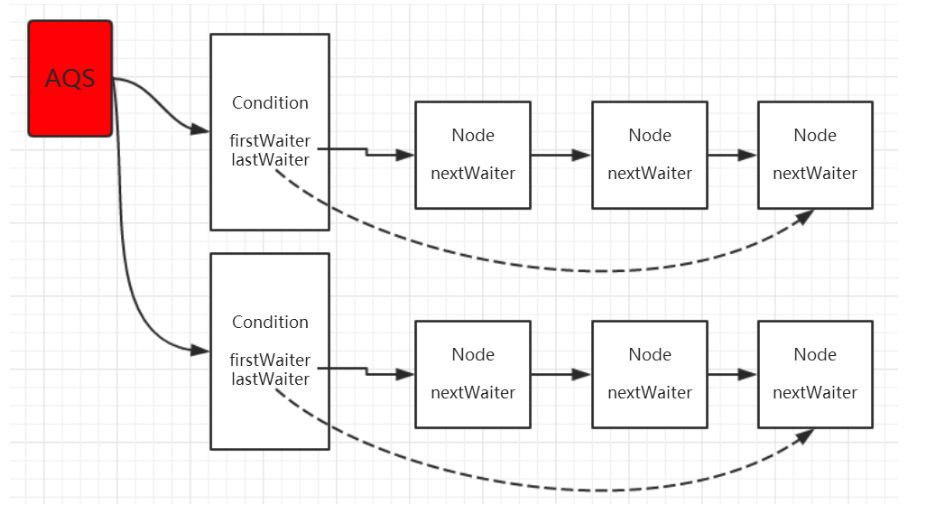 AQS
Condition
firstWaiter
lastWaiter
Node
nextWaiter
Node
nextWaiter
Node
nextWaiter
Condition
firstWaiter
lastWaiter
Node
nextWaiter
Node
nextWaiter
Node
nextWaiter